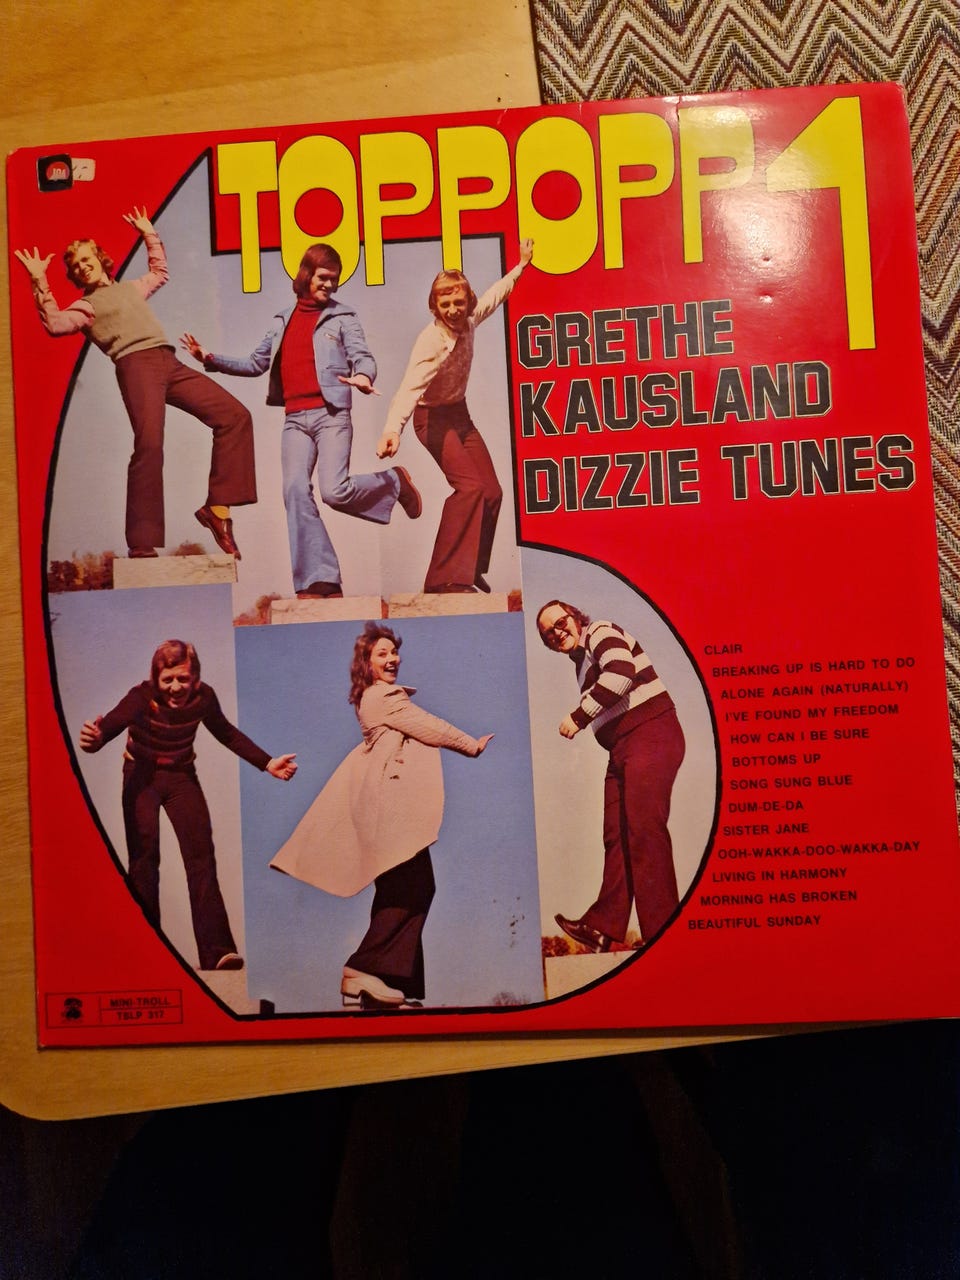 TOPPOPP 1
GRETHE
KAUSLAND
DIZZIE TUNES
CLAIR
BREAKING UP IS HARD TO DO
ALONE AGAIN (NATURALLY)
I'VE FOUND MY FREEDOM
HOW CAN I BE SURE
BOTTOMS UP
SONG SUNG BLUE
DUM-DE-DA
SISTER JANE
OOH-WAKKA-DOO-WAKKA-DAY
LIVING IN HARMONY
MORNING HAS BROKEN
BEAUTIFUL SUNDAY
MINI-TROLL
TBLP 317